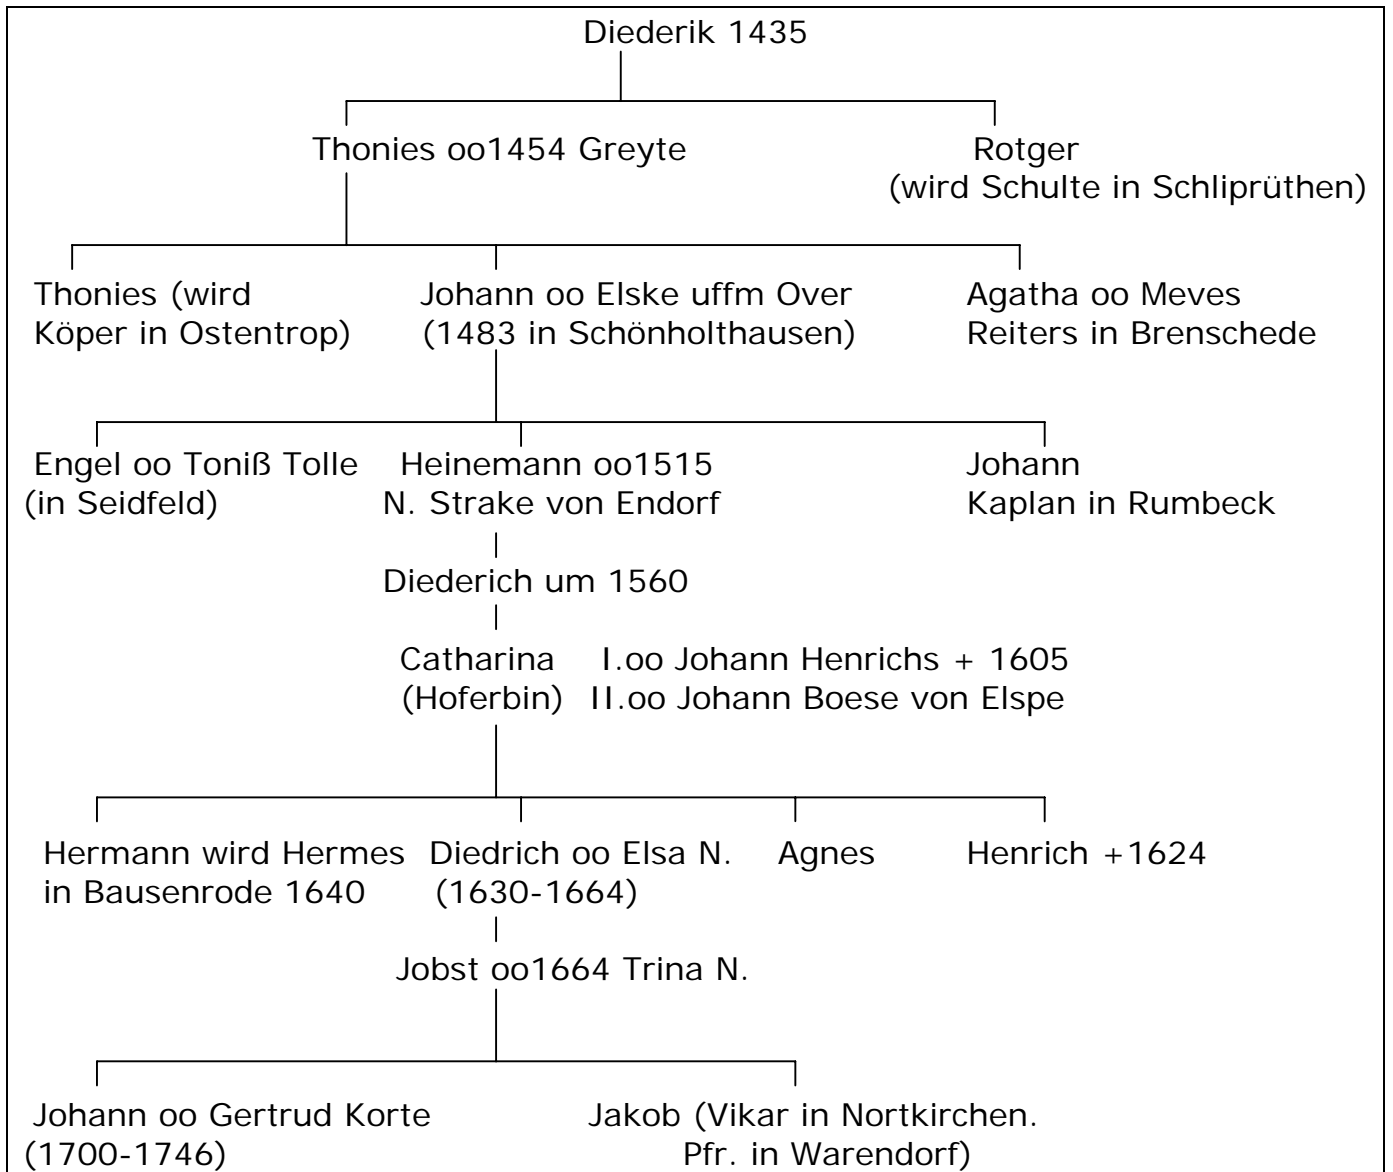 Diederik 1435
Thonies oo1454 Greyte
Rotger
(wird Schulte in Schliprüthen)
Thonies (wird
Köper in Ostentrop)
Johann oo Elske uffm Over
(1483 in Schönholthausen)
Agatha oo Meves
Reiters in Brenschede
Engel oo Toniß Tolle
(in Seidfeld)
Heinemann oo1515
N. Strake von Endorf
Johann
Kaplan in Rumbeck
Diederich um 1560
Catharina
(Hoferbin)
I.oo Johann Henrichs + 1605
II.oo Johann Boese von Elspe
Hermann wird Hermes
in Bausenrode 1640
Diedrich oo Elsa N.
(1630-1664)
Agnes
Henrich +1624
Jobst oo1664 Trina N.
Johann oo Gertrud Korte
(1700-1746)
Jakob (Vikar in Nortkirchen.
Pfr. in Warendorf)